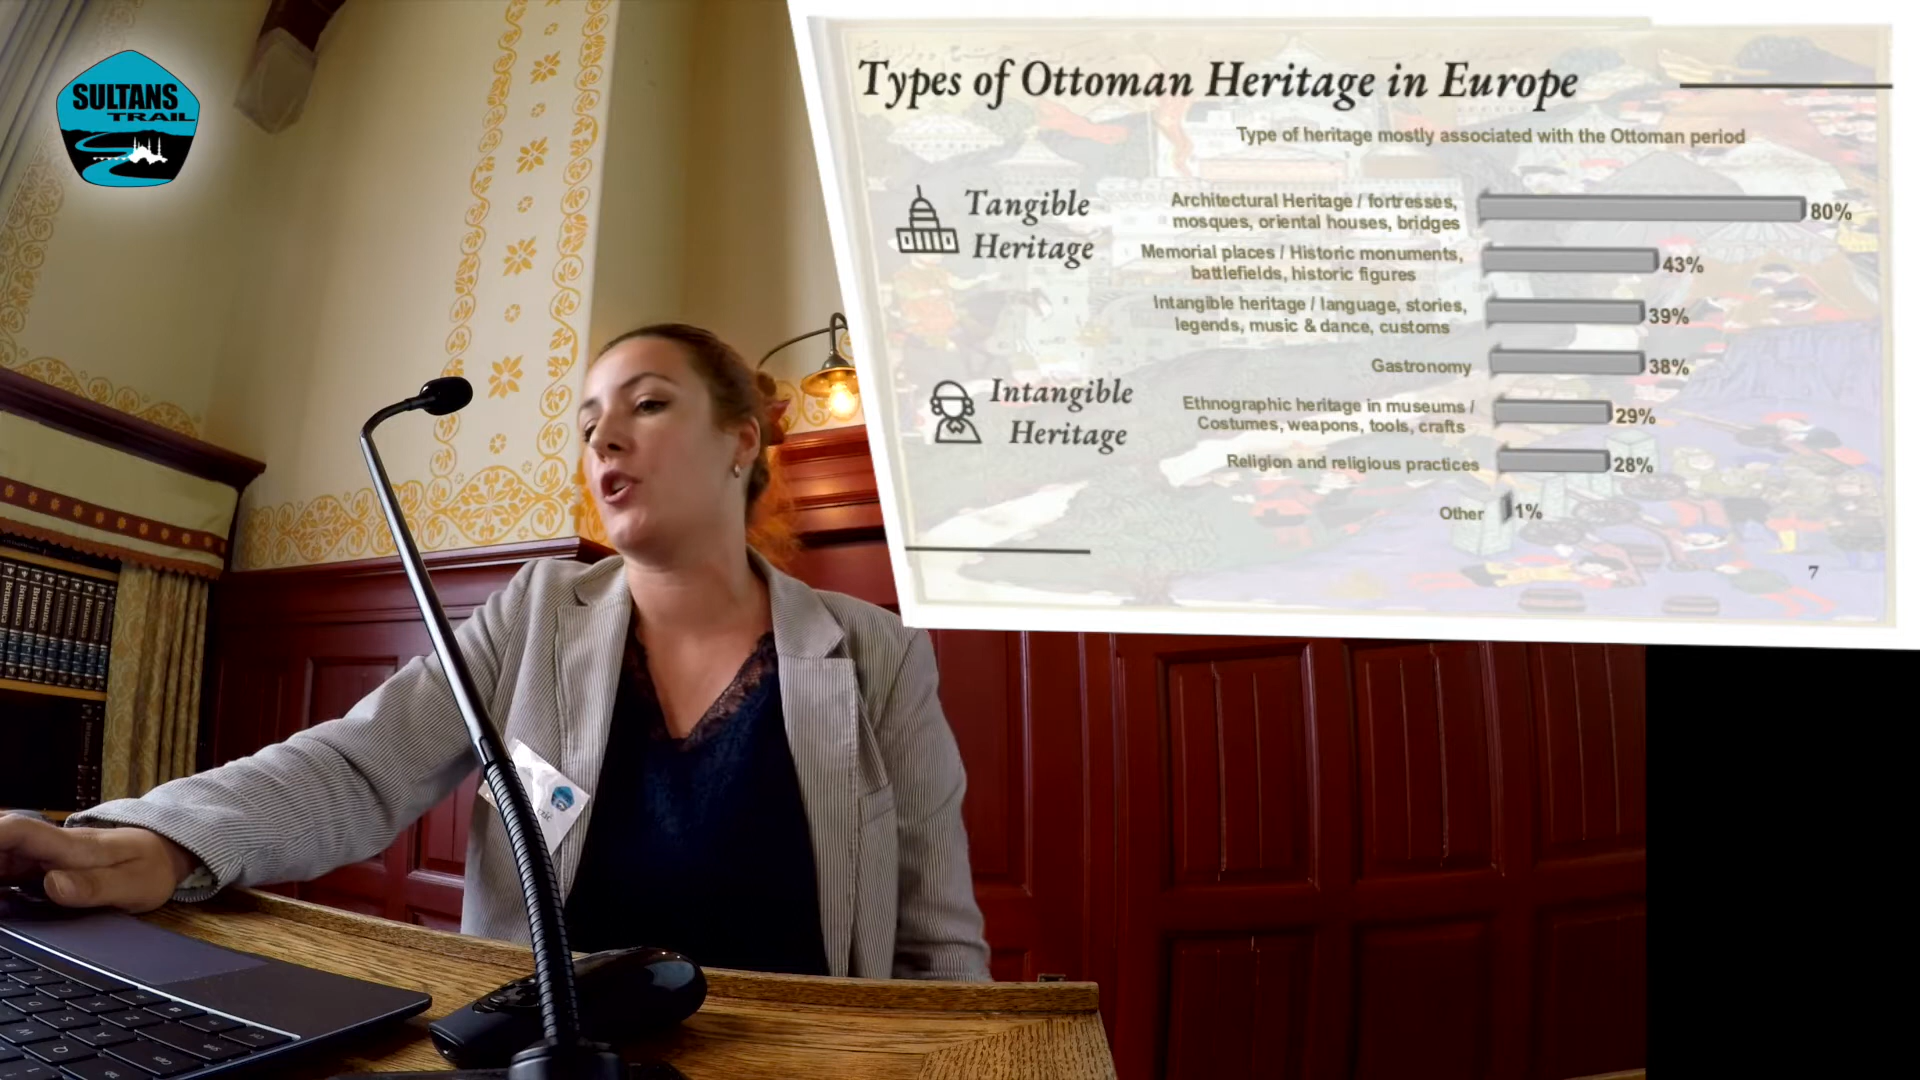 SULTANS
TRAIL
Types of Ottoman Heritage in Europe
Type of heritage mostly associated with the Ottoman period
Tangible
Heritage
Architectural Heritage / fortresses,
mosques, oriental houses, bridges
80%
Memorial places / Historic monuments,
battlefields, historic figures
43%
Intangible heritage / language, stories,
legends, music & dance, customs
39%
Gastronomy
38%
Intangible
Heritage
Ethnographic heritage in museums /
Costumes, weapons, tools, crafts
29%
Religion and religious practices
28%
Other
1%
7
Britannica